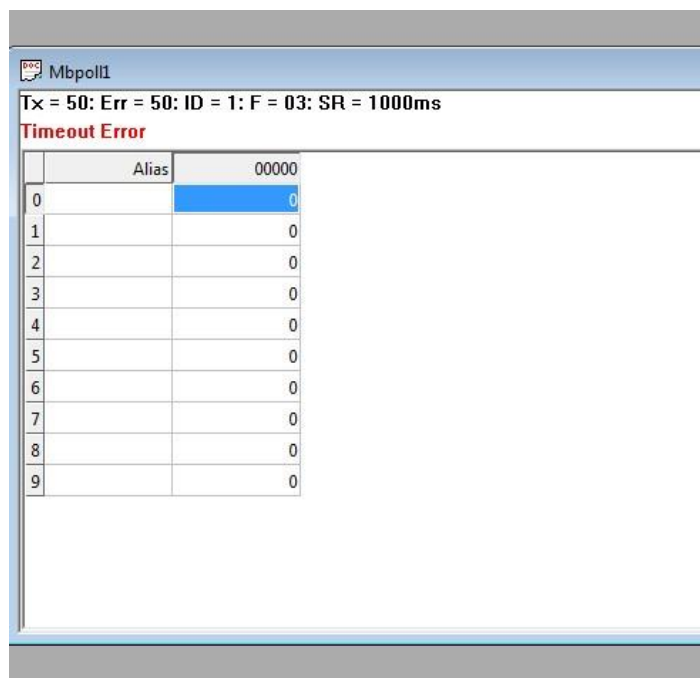 Mbpoll1
Tx = 50: Err = 50: ID = 1: F = 03: SR = 1000ms
Timeout Error
Alias 00000
0 0
1 0
2 0
3 0
4 0
5 0
6 0
7 0
8 0
9 0